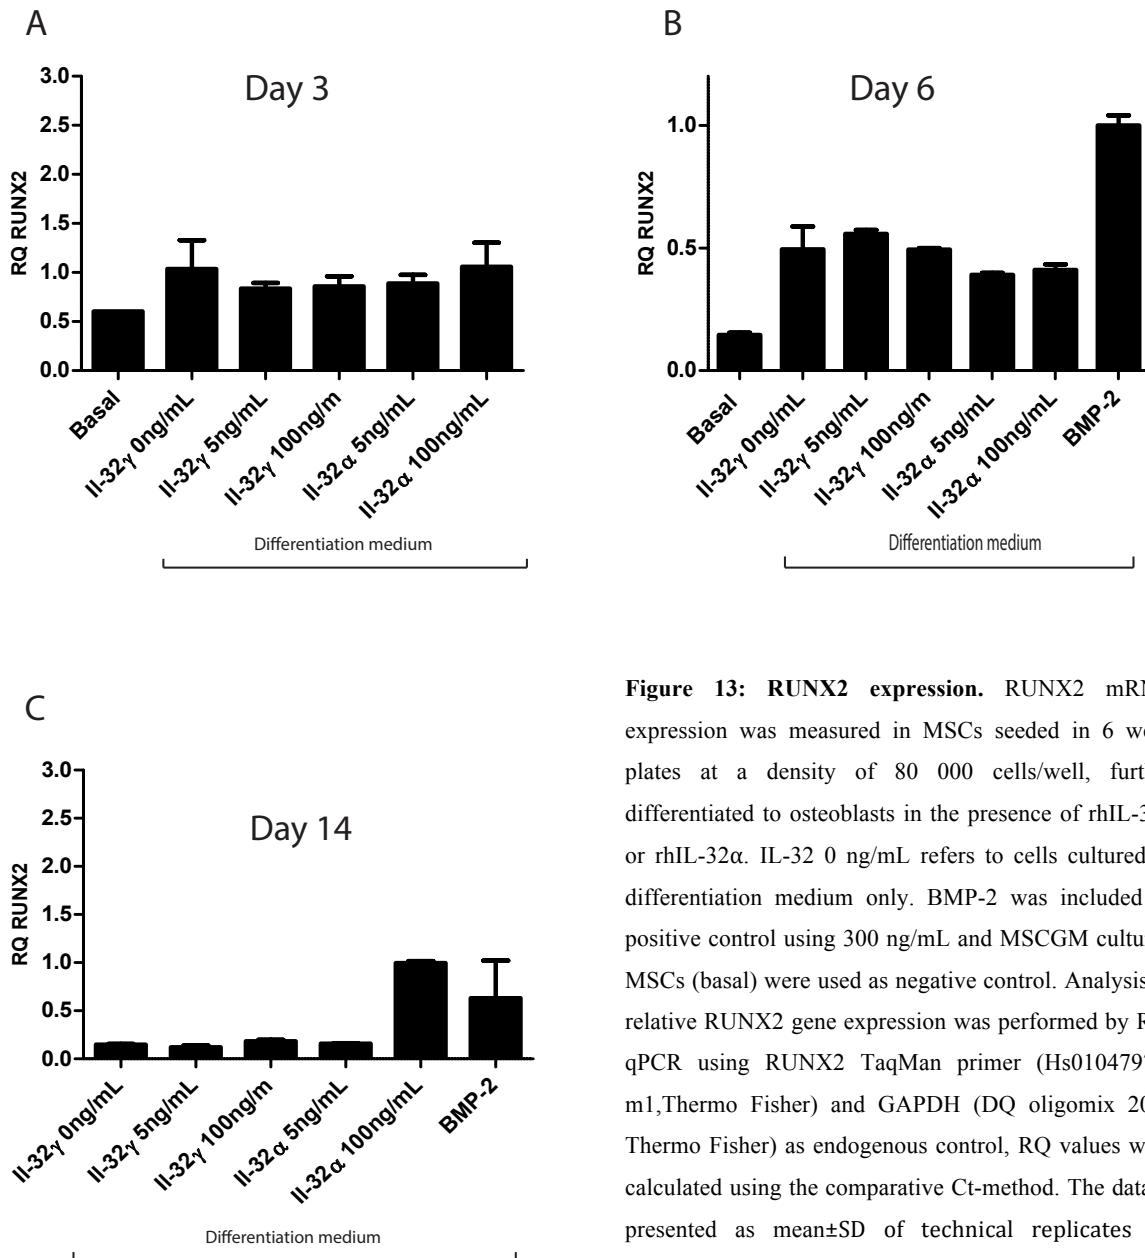 A
Day 3
3.0
2.5
2.0
1.5
1.0
0.5
0.0
RQ RUNX2
Basal
Il-32γ 0ng/mL
Il-32γ 5ng/mL
Il-32γ 100ng/m
Il-32α 5ng/mL
Il-32α 100ng/mL
Differentiation medium
B
Day 6
1.0
0.5
0.0
RQ RUNX2
Basal
Il-32γ 0ng/mL
Il-32γ 5ng/mL
Il-32γ 100ng/m
Il-32α 5ng/mL
Il-32α 100ng/mL
BMP-2
Differentiation medium
C
Day 14
3.0
2.5
2.0
1.5
1.0
0.5
0.0
RQ RUNX2
Il-32γ 0ng/mL
Il-32γ 5ng/mL
Il-32γ 100ng/m
Il-32α 5ng/mL
Il-32α 100ng/mL
BMP-2
Differentiation medium
Figure 13: RUNX2 expression. RUNX2 mRN
expression was measured in MSCs seeded in 6 we
plates at a density of 80 000 cells/well, furth
differentiated to osteoblasts in the presence of rhIL-3
or rhIL-32α. IL-32 0 ng/mL refers to cells cultured
differentiation medium only. BMP-2 was included
positive control using 300 ng/mL and MSCGM cultur
MSCs (basal) were used as negative control. Analysis
relative RUNX2 gene expression was performed by R
qPCR using RUNX2 TaqMan primer (Hs0104797
m1,Thermo Fisher) and GAPDH (DQ oligomix 20
Thermo Fisher) as endogenous control, RQ values w
calculated using the comparative Ct-method. The data
presented as mean±SD of technical replicates